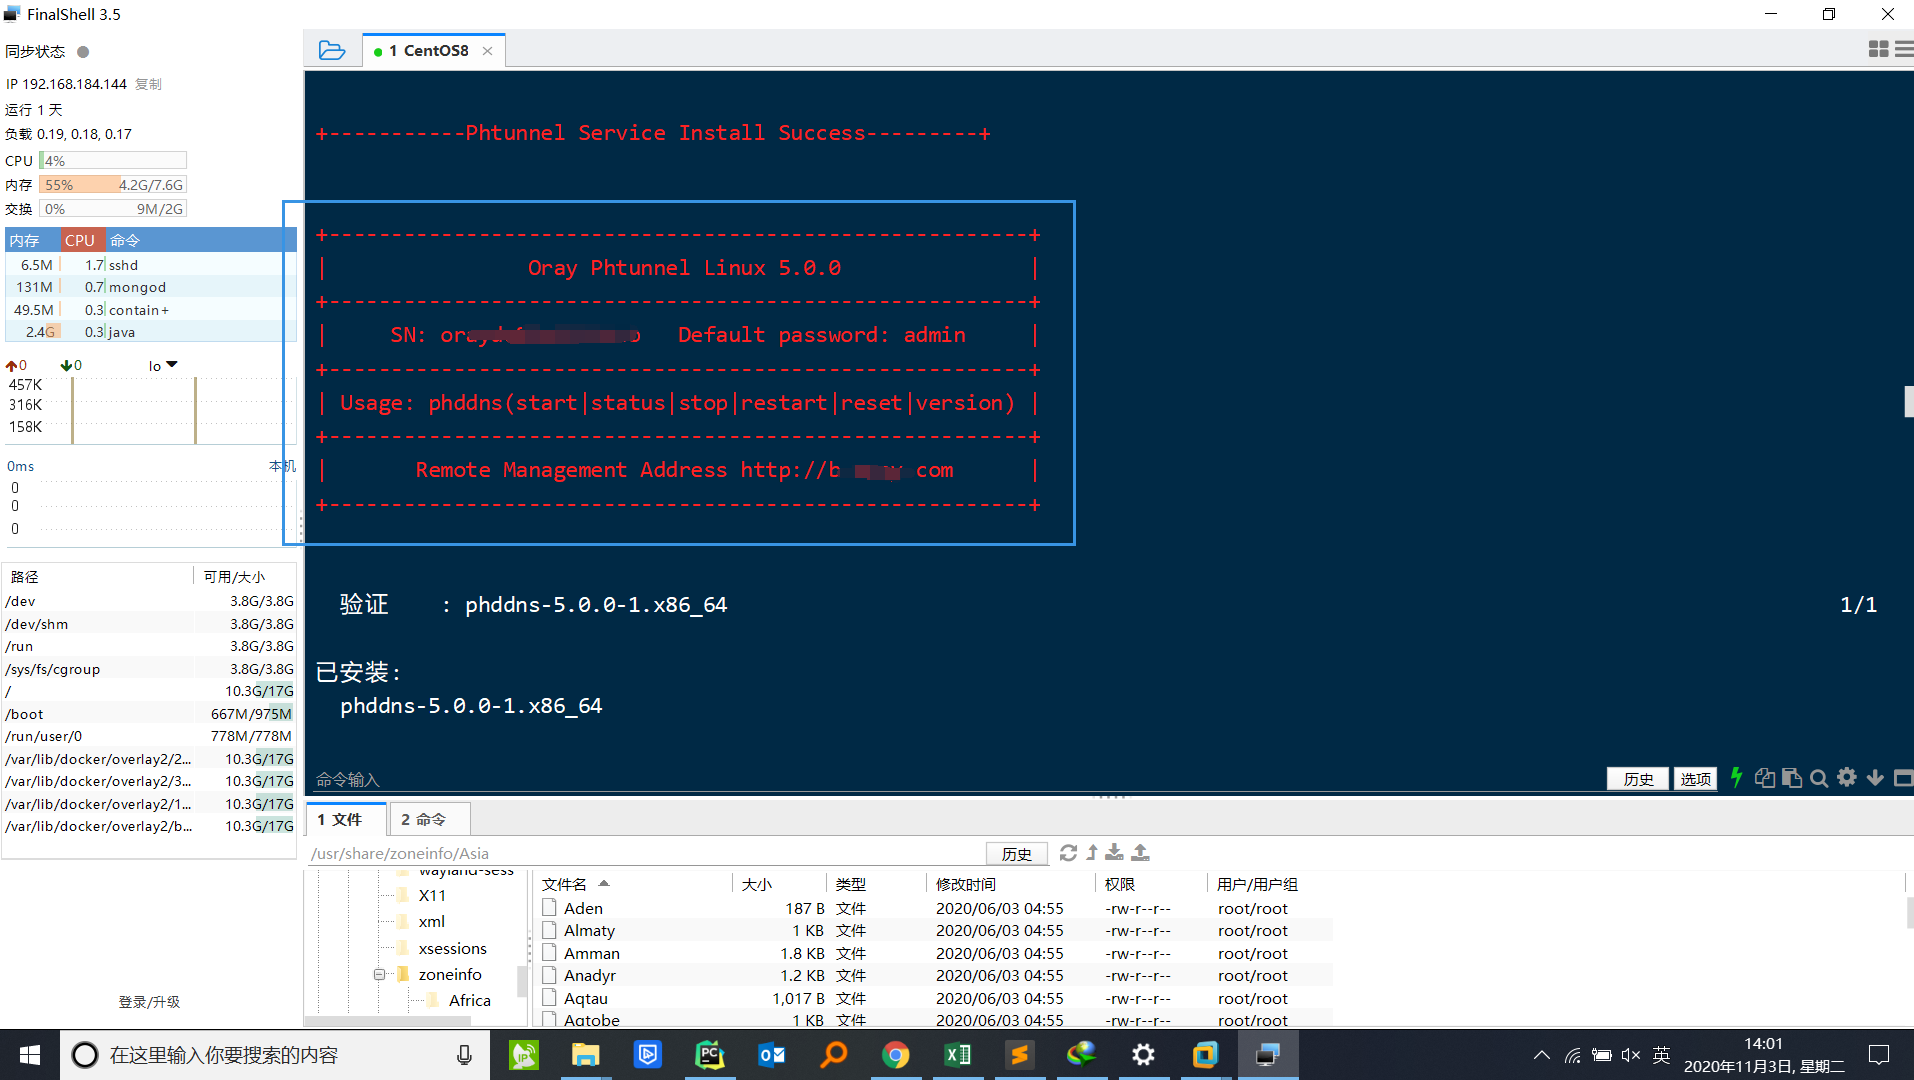 FinalShell 3.5
同步状态
IP 192.168.184.144 复制
运行 1 天
负载 0.19, 0.18, 0.17
CPU 4%
内存 55% 4.2G/7.6G
交换 0% 9M/2G
内存 CPU 命令
6.5M 1.7 sshd
131M 0.7 mongod
49.5M 0.3 contain+
2.4G 0.3 java
0 0 lo
457K
316K
158K
0ms 本机
0
0
0
路径 可用/大小
/dev 3.8G/3.8G
/dev/shm 3.8G/3.8G
/run 3.8G/3.8G
/sys/fs/cgroup 3.8G/3.8G
/ 10.3G/17G
/boot 667M/975M
/run/user/0 778M/778M
/var/lib/docker/overlay2/2... 10.3G/17G
/var/lib/docker/overlay2/3... 10.3G/17G
/var/lib/docker/overlay2/1... 10.3G/17G
/var/lib/docker/overlay2/b... 10.3G/17G
登录/升级
1 CentOS8
+------------Phtunnel Service Install Success---------+
+---------------------------------------------------------+
| Oray Phtunnel Linux 5.0.0 |
+---------------------------------------------------------+
| SN: Default password: admin |
+---------------------------------------------------------+
| Usage: phddns(start|status|stop|restart|reset|version) |
+---------------------------------------------------------+
| Remote Management Address http://b com |
+---------------------------------------------------------+
验证 : phddns-5.0.0-1.x86_64 1/1
已安装:
phddns-5.0.0-1.x86_64
命令输入 历史 选项
1 文件 2 命令
/usr/share/zoneinfo/Asia 历史
wayland-sess
X11
xml
xsessions
zoneinfo
Africa
文件名 大小 类型 修改时间 权限 用户/用户组
Aden 187 B 文件 2020/06/03 04:55 -rw-r--r-- root/root
Almaty 1 KB 文件 2020/06/03 04:55 -rw-r--r-- root/root
Amman 1.8 KB 文件 2020/06/03 04:55 -rw-r--r-- root/root
Anadyr 1.2 KB 文件 2020/06/03 04:55 -rw-r--r-- root/root
Aqtau 1,017 B 文件 2020/06/03 04:55 -rw-r--r-- root/root
Aqtobe 1 KB 文件 2020/06/03 04:55 -rw-r--r-- root/root
在这里输入你要搜索的内容
英
14:01
2020年11月3日, 星期二